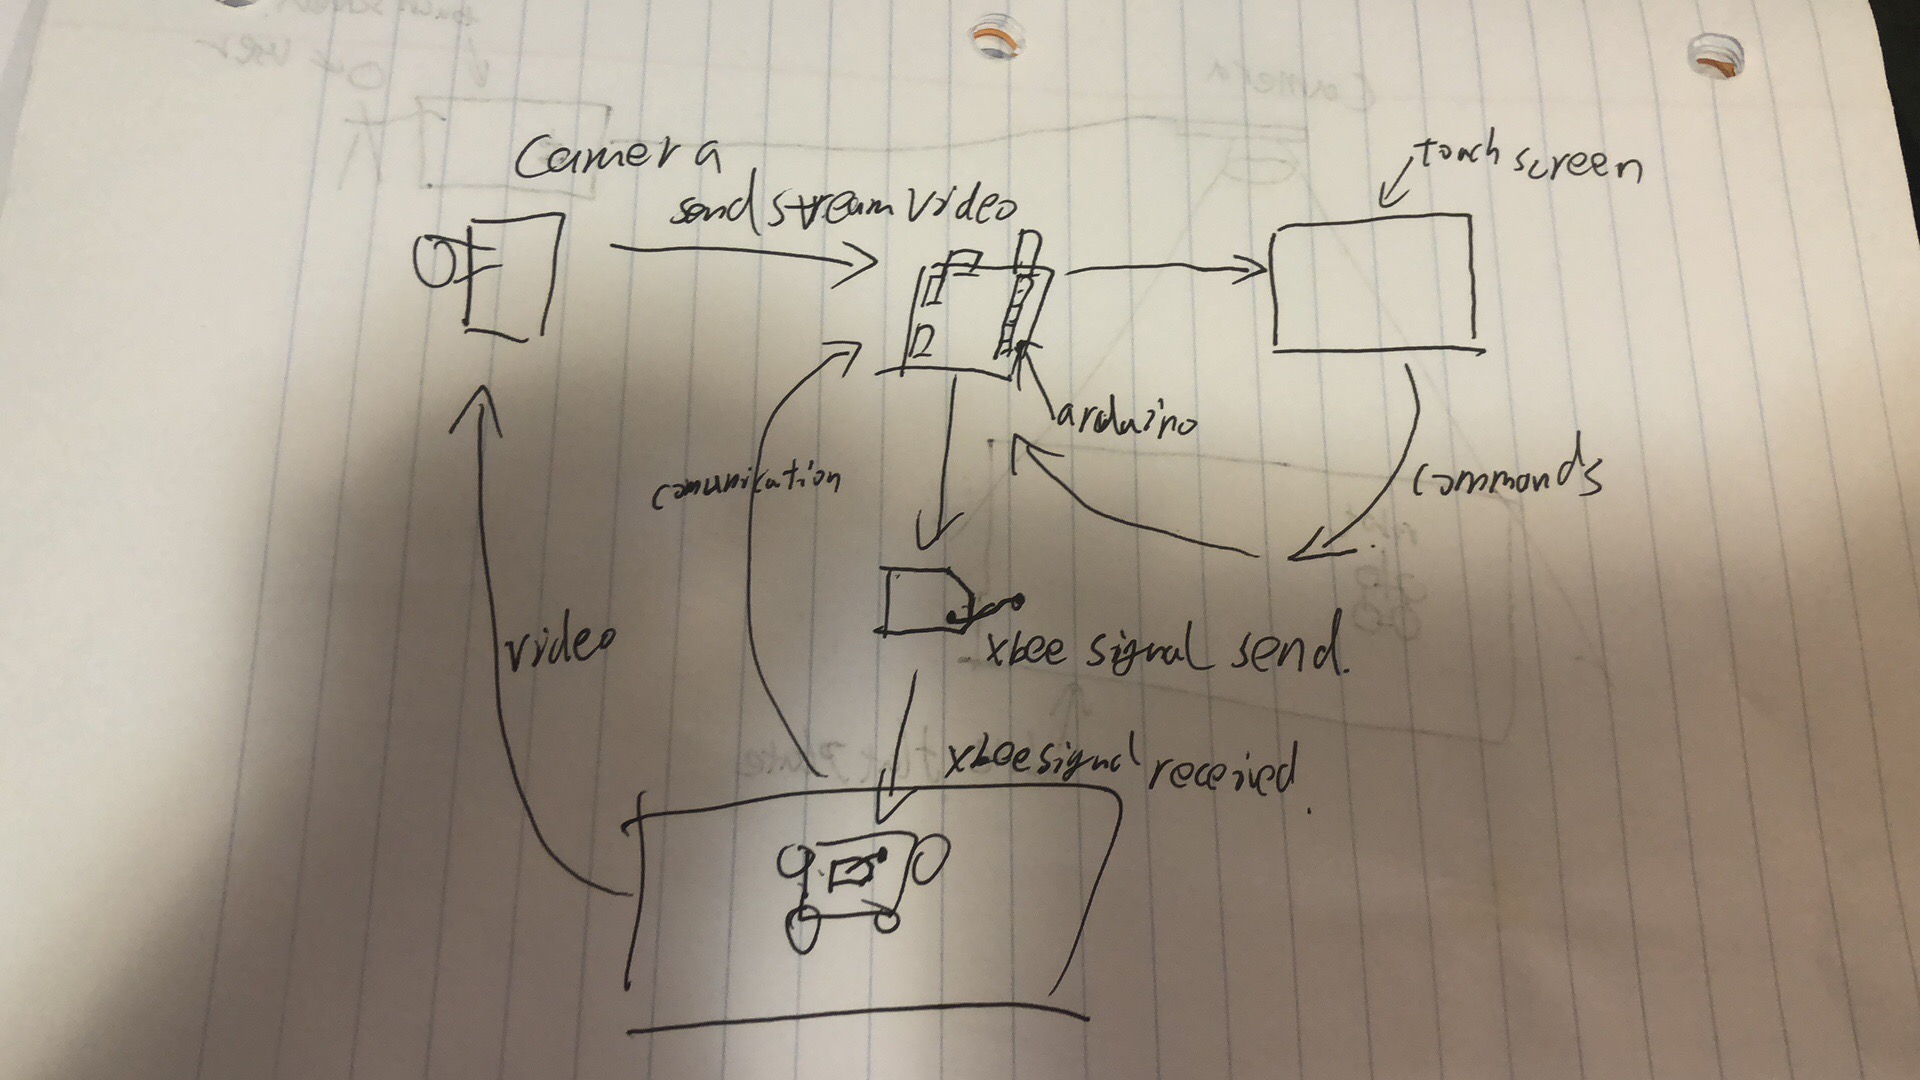 Camera
touch screen
send stream video
arduino
comunication
commonds
video
xbee signal send.
xbee signal received.